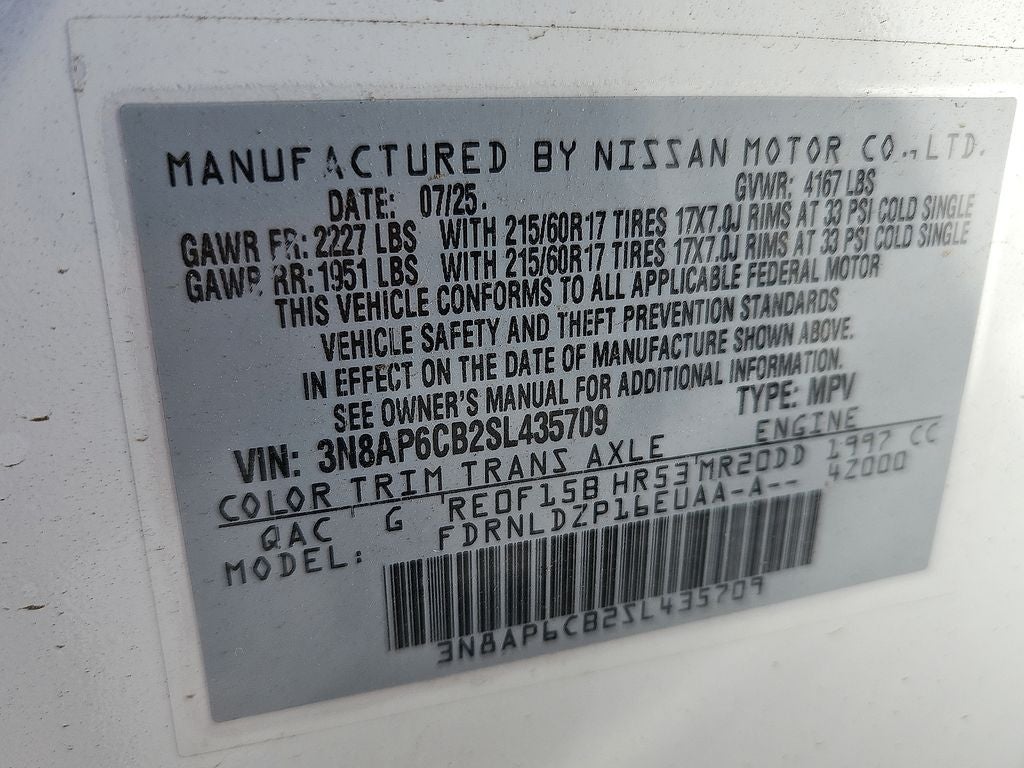 MANUFACTURED BY NISSAN MOTOR CO., LTD.
DATE: 07/25. GVWR: 4167 LBS
GAWR FR: 2227 LBS WITH 215/60R17 TIRES 17X7.0J RIMS AT 33 PSI COLD SINGLE
GAWR RR: 1951 LBS WITH 215/60R17 TIRES 17X7.0J RIMS AT 33 PSI COLD SINGLE
THIS VEHICLE CONFORMS TO ALL APPLICABLE FEDERAL MOTOR
VEHICLE SAFETY AND THEFT PREVENTION STANDARDS
IN EFFECT ON THE DATE OF MANUFACTURE SHOWN ABOVE.
SEE OWNER'S MANUAL FOR ADDITIONAL INFORMATION.
VIN: 3N8AP6CB2SL435709 TYPE: MPV
COLOR TRIM TRANS AXLE ENGINE
QAC G RE0F15B HR53 MR20DD 1997 CC
MODEL: FDRNLDZP16EUAA-A-- 42000
3N8AP6CB2SL435709